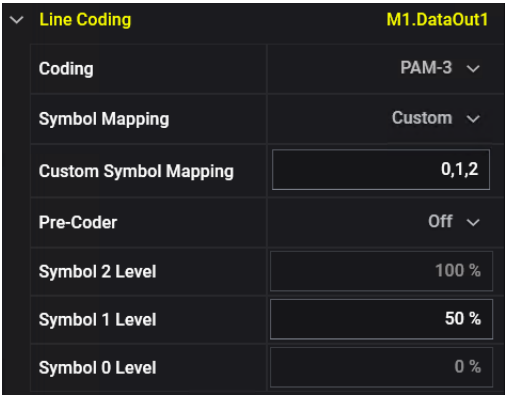 Line Coding M1.DataOut1
Coding PAM-3
Symbol Mapping Custom
Custom Symbol Mapping 0,1,2
Pre-Coder Off
Symbol 2 Level 100 %
Symbol 1 Level 50 %
Symbol 0 Level 0 %